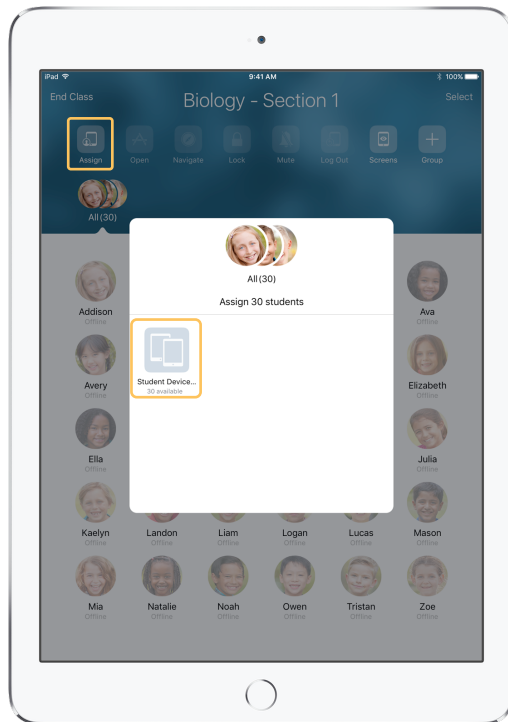 iPad 9:41 AM 100%
End Class Biology - Section 1 Select
Assign Open Navigate Lock Mute Log Out Screens Group
All (30)
All (30)
Assign 30 students
Student Device...
30 available
Addison Ava
Offline Offline
Avery Elizabeth
Offline Offline
Ella Julia
Offline Offline
Kaelyn Landon Liam Logan Lucas Mason
Offline Offline Offline Offline Offline Offline
Mia Natalie Noah Owen Tristan Zoe
Offline Offline Offline Offline Offline Offline